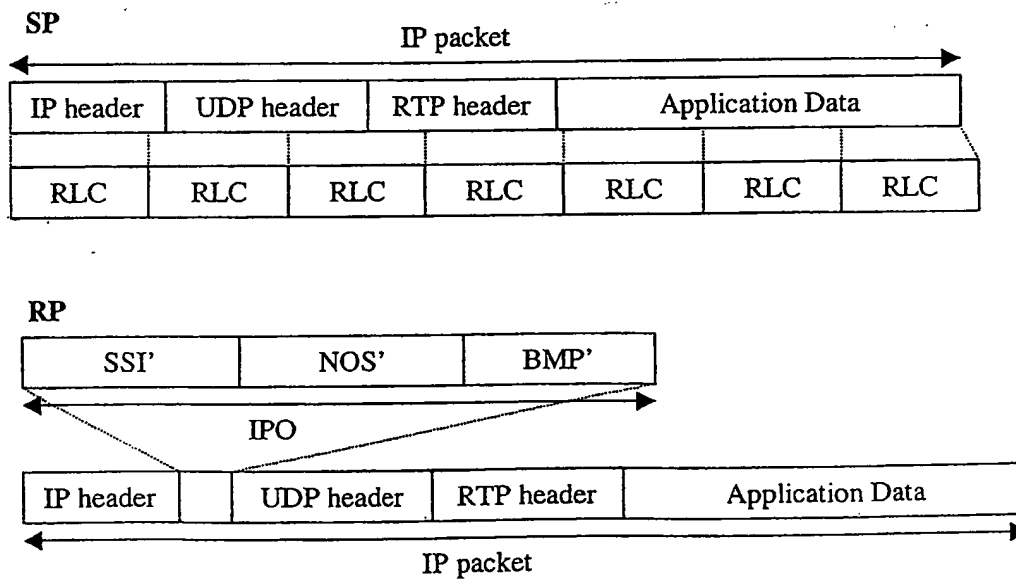 SP
IP packet
IP header UDP header RTP header Application Data
RLC RLC RLC RLC RLC RLC RLC
RP
SSI' NOS' BMP'
IPO
IP header UDP header RTP header Application Data
IP packet